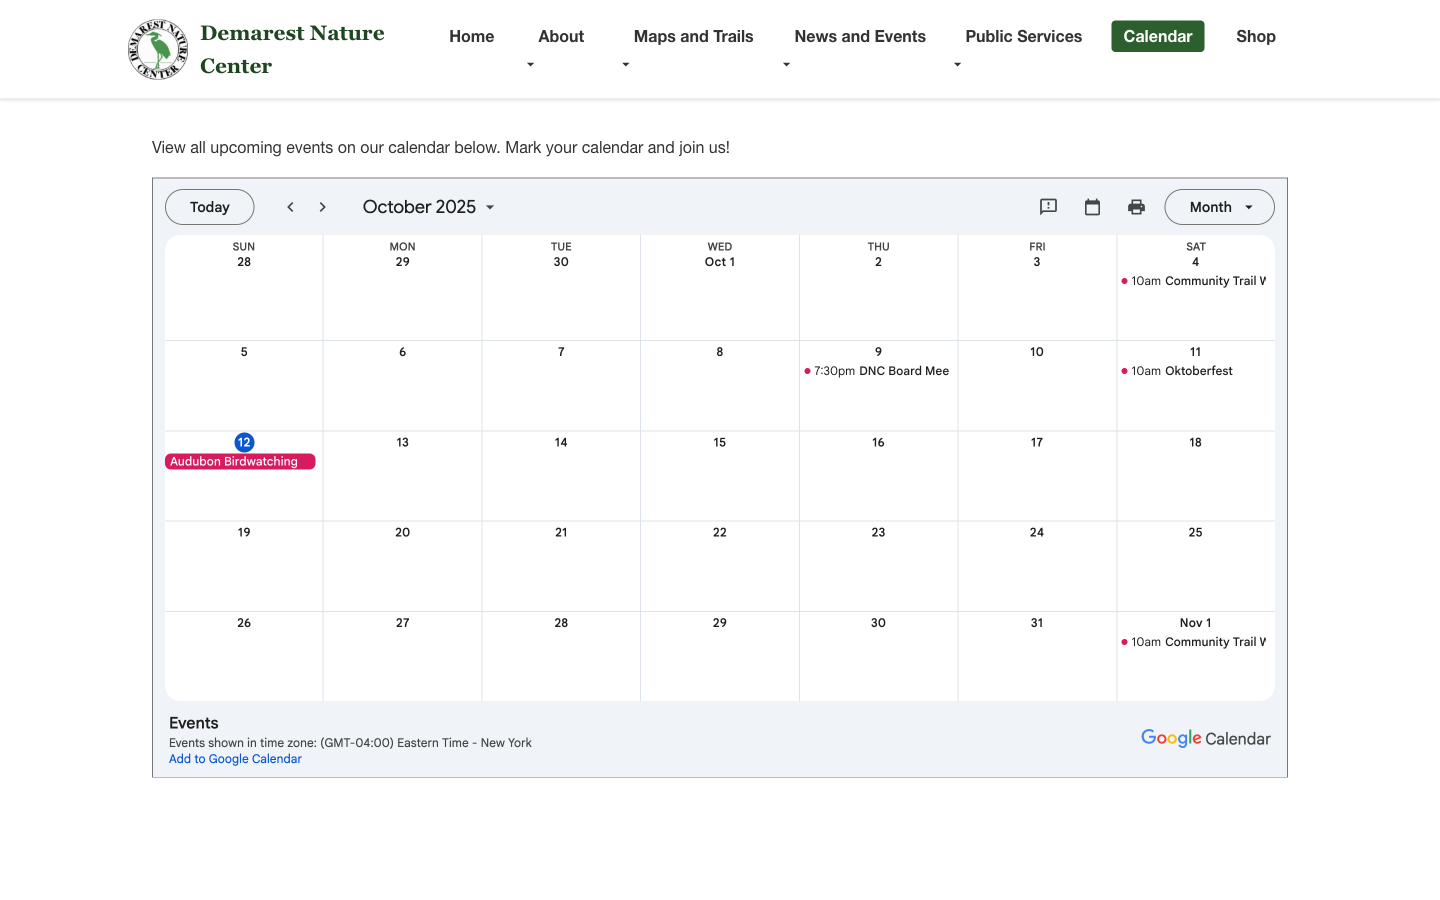 DEMAREST NATURE CENTER
Demarest Nature
Center
Home
About
Maps and Trails
News and Events
Public Services
Calendar
Shop
View all upcoming events on our calendar below. Mark your calendar and join us!
Today
October 2025
Month
SUN MON TUE WED THU FRI SAT
28 29 30 Oct 1 2 3 4
10am Community Trail W
5 6 7 8 9 10 11
7:30pm DNC Board Mee
10am Oktoberfest
12 13 14 15 16 17 18
Audubon Birdwatching
19 20 21 22 23 24 25
26 27 28 29 30 31 Nov 1
10am Community Trail W
Events
Events shown in time zone: (GMT-04:00) Eastern Time - New York
Add to Google Calendar
Google Calendar